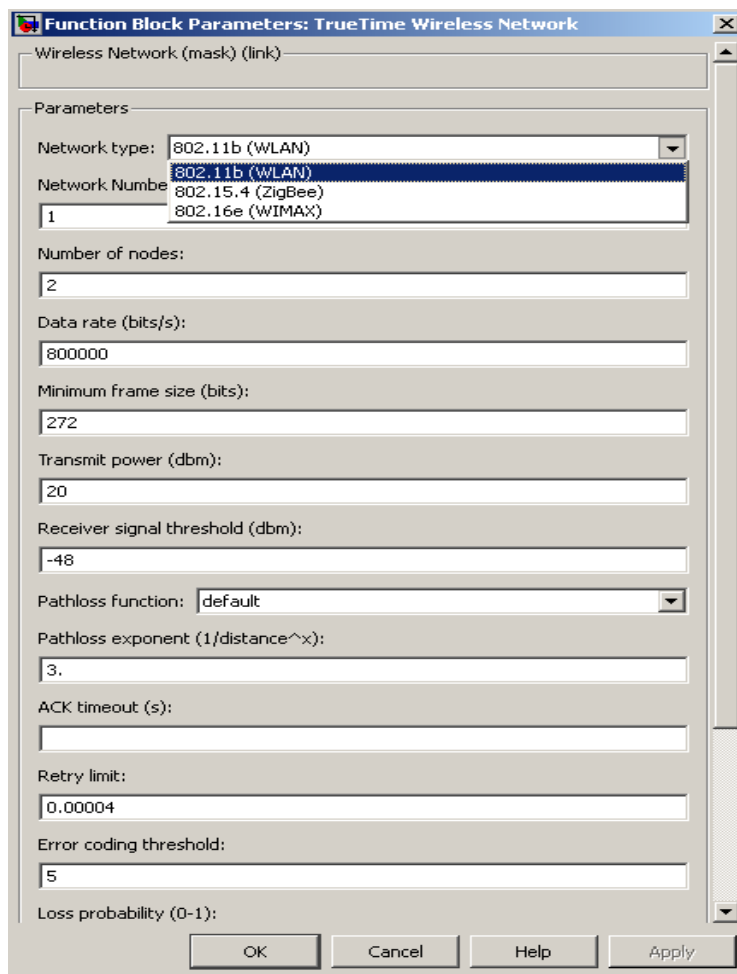 Function Block Parameters: TrueTime Wireless Network
Wireless Network (mask) (link)
Parameters
Network type: 802.11b (WLAN)
802.11b (WLAN)
802.15.4 (ZigBee)
802.16e (WIMAX)
Network Numbe
1
Number of nodes:
2
Data rate (bits/s):
800000
Minimum frame size (bits):
272
Transmit power (dbm):
20
Receiver signal threshold (dbm):
-48
Pathloss function: default
Pathloss exponent (1/distance^x):
3.
ACK timeout (s):
Retry limit:
0.00004
Error coding threshold:
5
Loss probability (0-1):
OK Cancel Help Apply